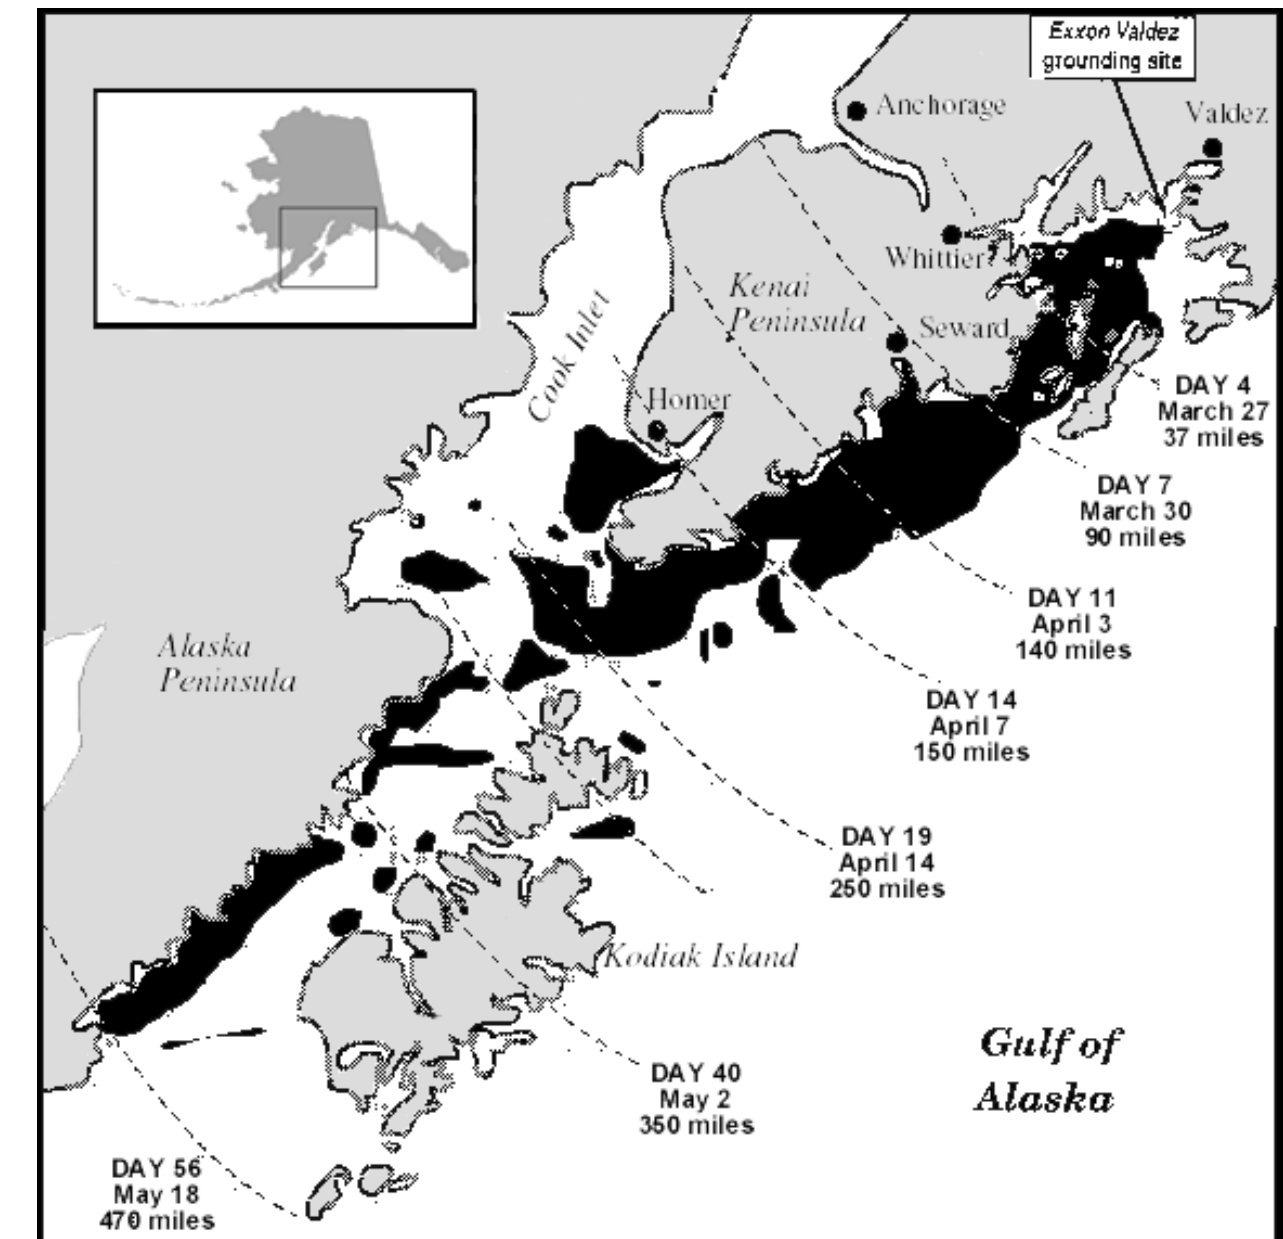 Exxon Valdez
grounding site
Anchorage
Valdez
Whittier
Kenai
Peninsula
Seward
Cook Inlet
Homer
DAY 4
March 27
37 miles
DAY 7
March 30
90 miles
DAY 11
April 3
140 miles
Alaska
Peninsula
DAY 14
April 7
150 miles
DAY 19
April 14
250 miles
Kodiak Island
Gulf of
Alaska
DAY 40
May 2
350 miles
DAY 56
May 18
470 miles